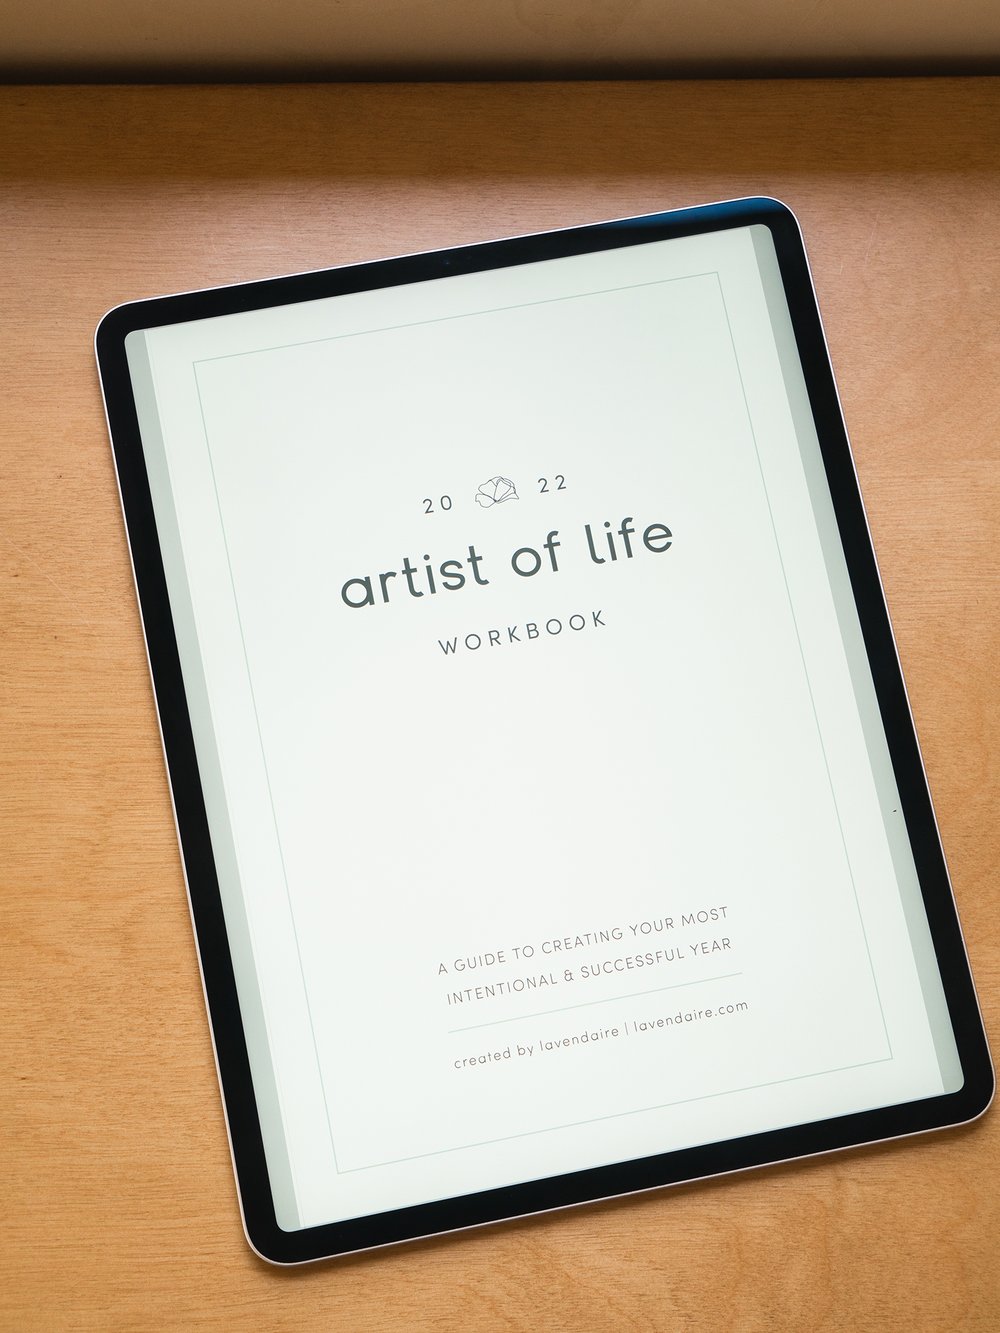 20 22
artist of life
WORKBOOK
A GUIDE TO CREATING YOUR MOST
INTENTIONAL & SUCCESSFUL YEAR
created by lavendaire | lavendaire.com